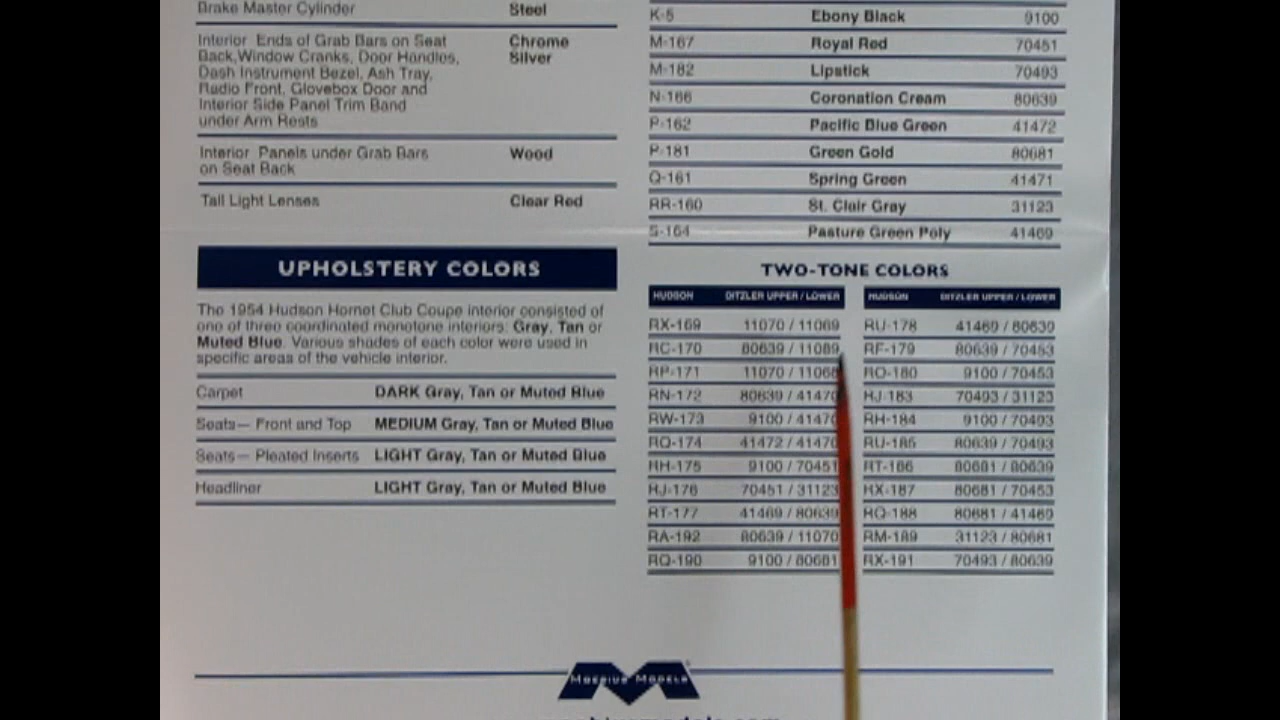 Brake Master Cylinder Steel
Interior Ends of Grab Bars on Seat Chrome
Back, Window Cranks, Door Handles, Silver
Dash Instrument Bezel, Ash Tray,
Radio Front, Glovebox Door and
Interior Side Panel Trim Band
under Arm Rests
Interior Panels under Grab Bars Wood
on Seat Back
Tail Light Lenses Clear Red
UPHOLSTERY COLORS
The 1954 Hudson Hornet Club Coupe interior consisted of
one of three coordinated monotone interiors: Gray, Tan or
Muted Blue. Various shades of each color were used in
specific areas of the vehicle interior.
Carpet DARK Gray, Tan or Muted Blue
Seats— Front and Top MEDIUM Gray, Tan or Muted Blue
Seats— Pleated Inserts LIGHT Gray, Tan or Muted Blue
Headliner LIGHT Gray, Tan or Muted Blue
K-5 Ebony Black 9100
M-167 Royal Red 70451
M-182 Lipstick 70493
N-166 Coronation Cream 80639
P-162 Pacific Blue Green 41472
P-181 Green Gold 80681
Q-161 Spring Green 41471
RR-160 St. Clair Gray 31123
S-164 Pasture Green Poly 41469
TWO-TONE COLORS
HUDSON DITZLER UPPER / LOWER HUDSON DITZLER UPPER / LOWER
RX-169 11070 / 11069 RU-178 41469 / 80639
RC-170 80639 / 11069 RF-179 80639 / 70453
RP-171 11070 / RO-180 9100 / 70453
RN-172 80639 / 41470 RJ-183 70493 / 31123
RW-173 9100 / 41470 RH-184 9100 / 70493
RO-174 41472 / 41470 RU-185 80639 / 70493
RH-175 9100 / 70451 RT-186 80681 / 80639
RJ-176 70451 / 31123 RX-187 80681 / 70453
RT-177 41469 / 80639 RQ-188 80681 / 41469
RA-192 80639 / 11070 RM-189 31123 / 80681
RQ-190 9100 / 80681 RX-191 70493 / 80639
MOEBIUS MODELS